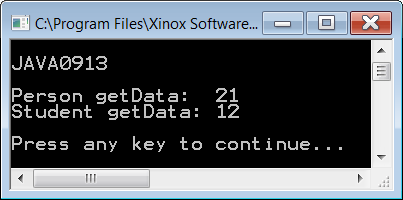 C:\Program Files\Xinox Software...
JAVA0913
Person getData:  21
Student getData: 12
Press any key to continue...